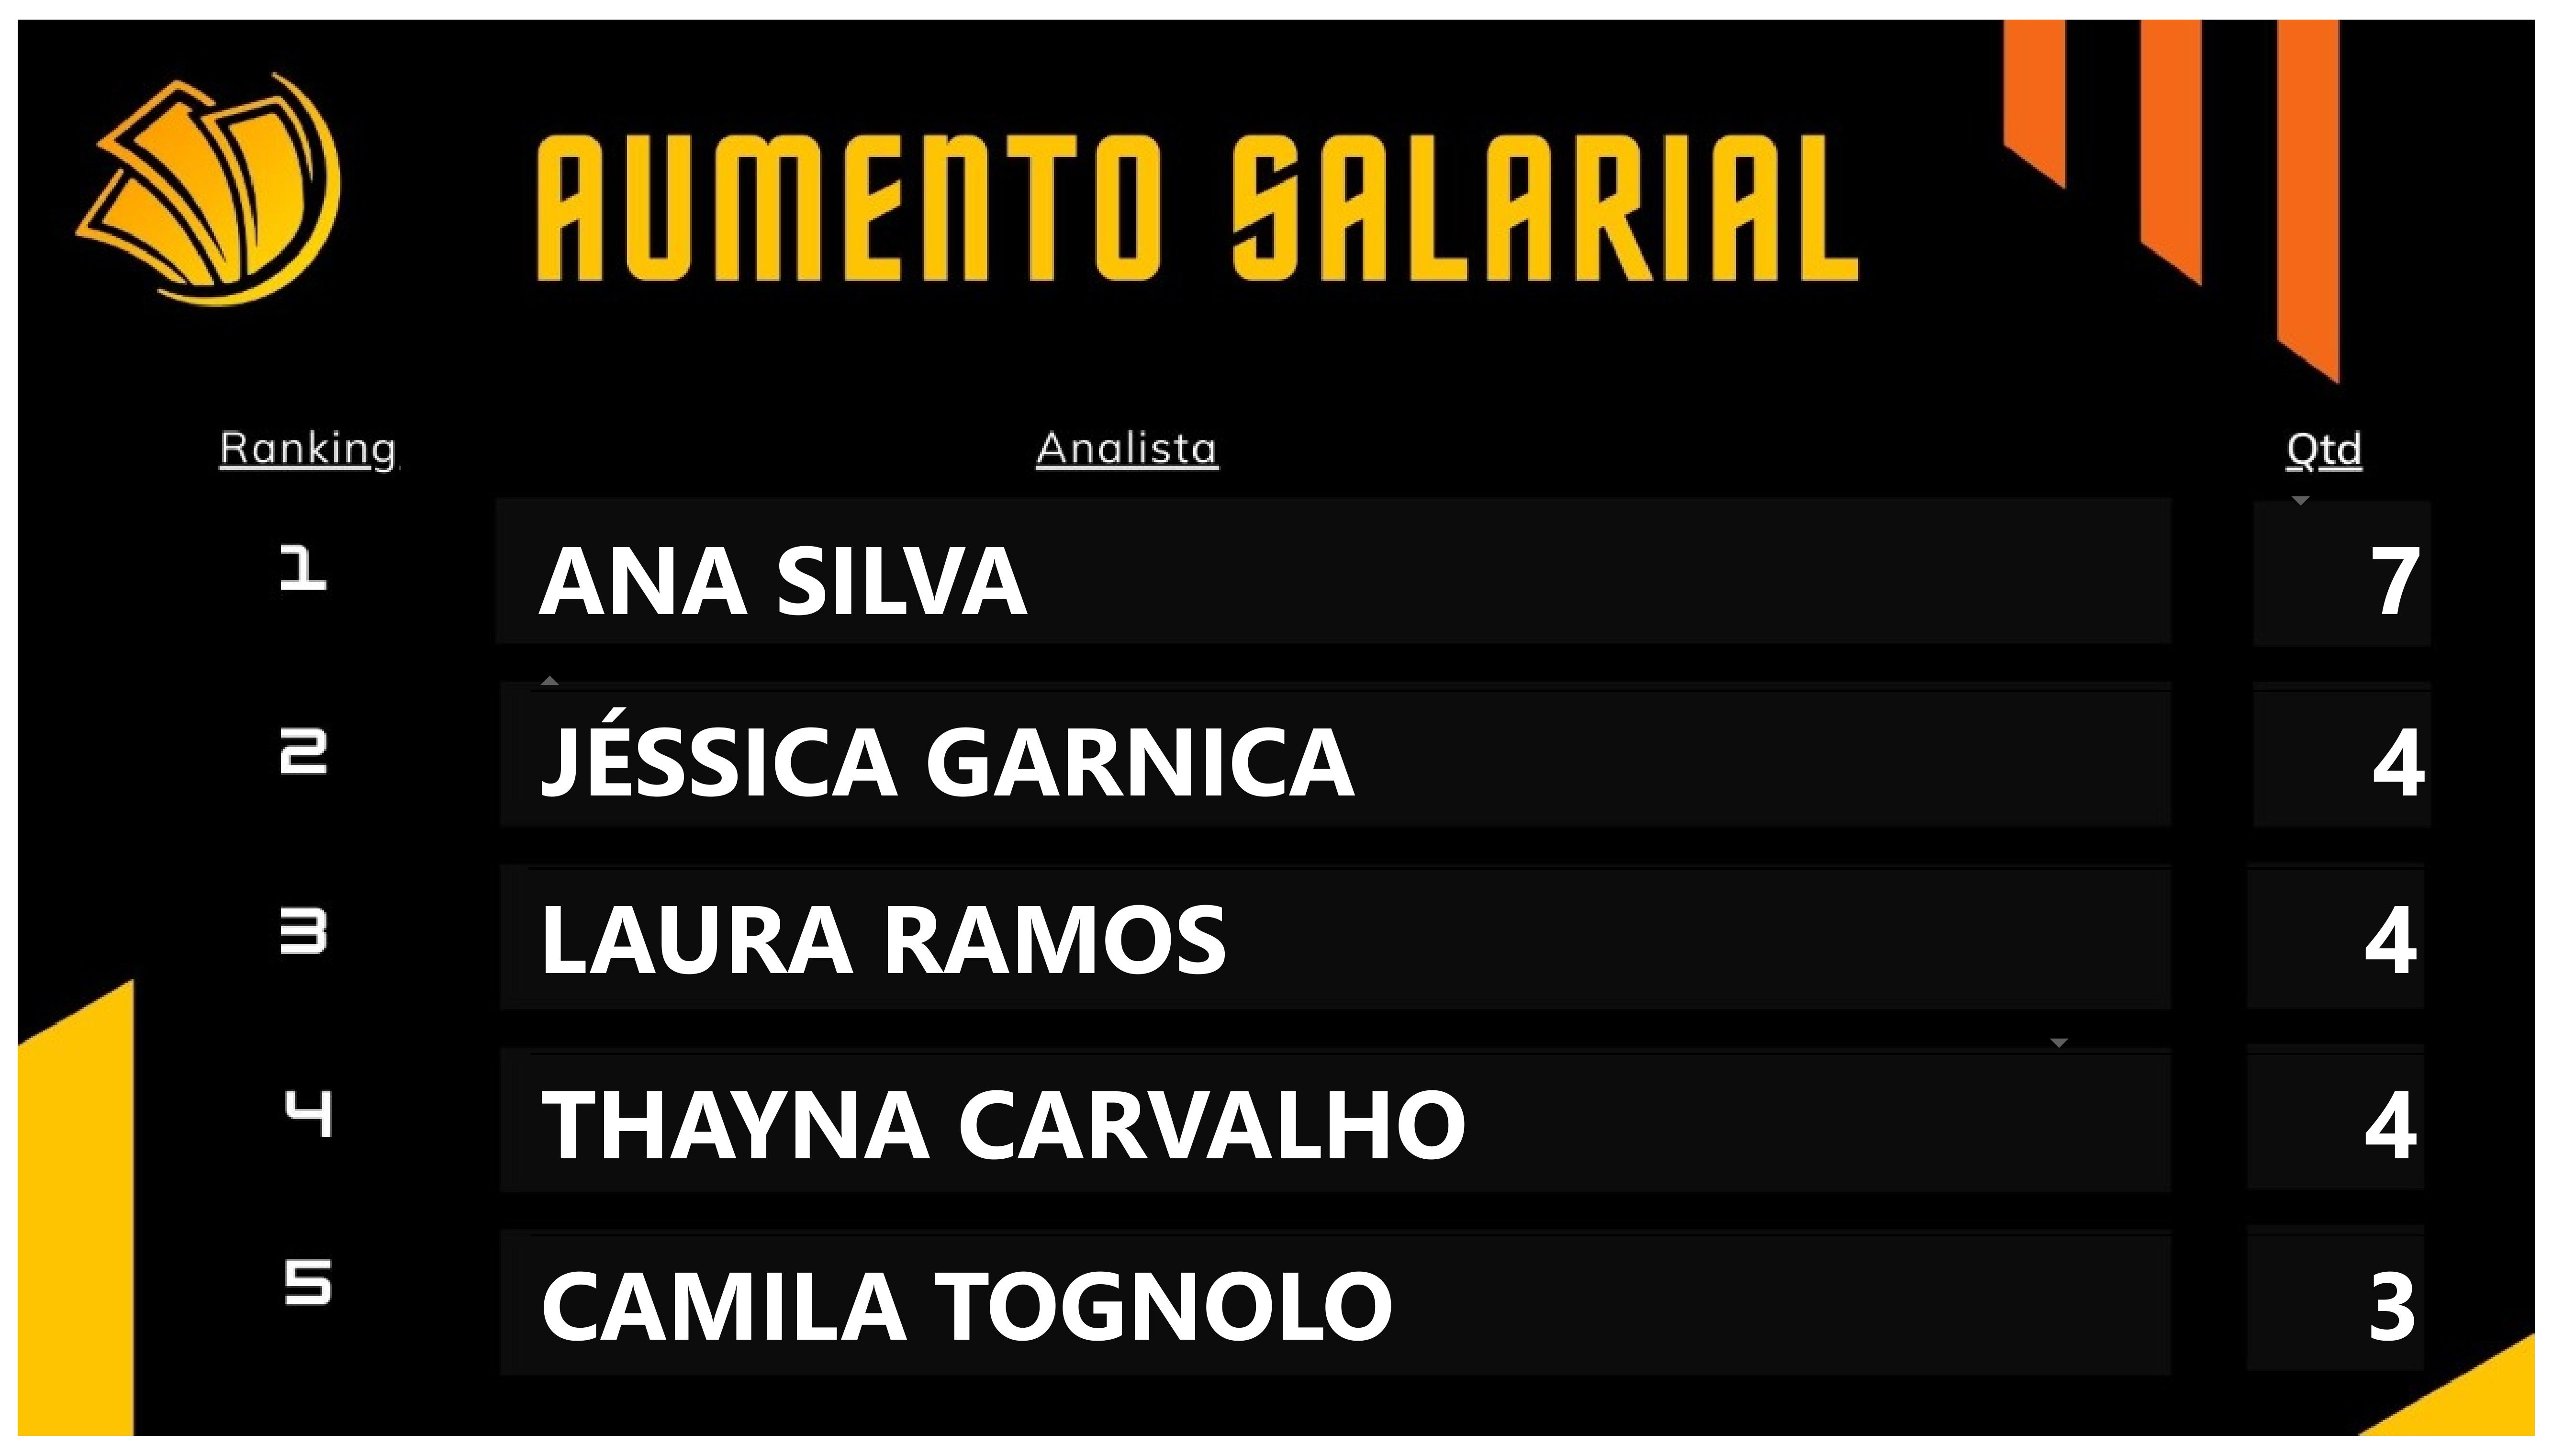 AUMENTO SALARIAL
Ranking Analista Qtd
1 ANA SILVA 7
2 JÉSSICA GARNICA 4
3 LAURA RAMOS 4
4 THAYNA CARVALHO 4
5 CAMILA TOGNOLO 3